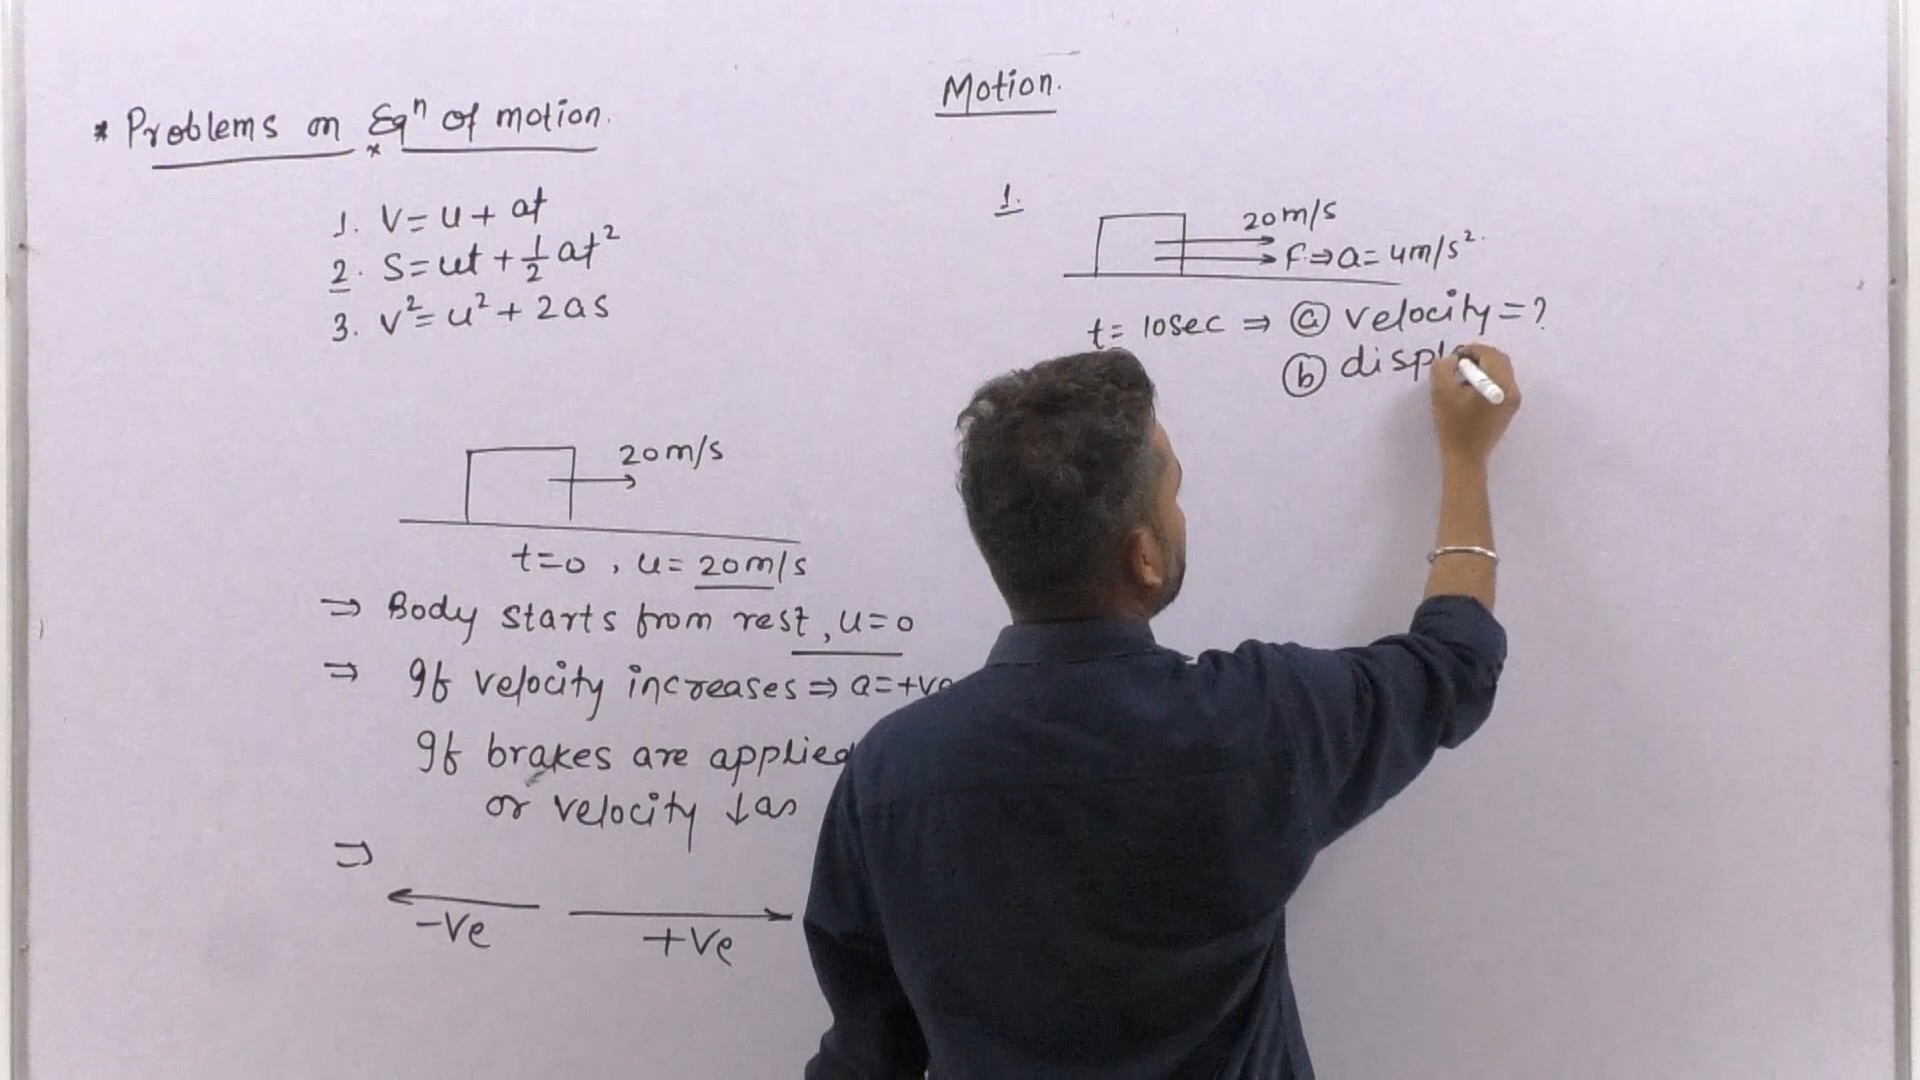 Motion.
* Problems on Eqⁿ of motion.
1. V = u + at
2. S = ut + 1/2 at²
3. V² = u² + 2as
20m/s
t=0, u= 20m/s
⇒ Body starts from rest, u=0
⇒ If velocity increases ⇒ a=+ve
If brakes are applied
or velocity ↓as
⇒
-ve
+ve
1.
20m/s
F ⇒ a= 4m/s².
t= 10sec ⇒ (a) velocity = ?
(b) displ